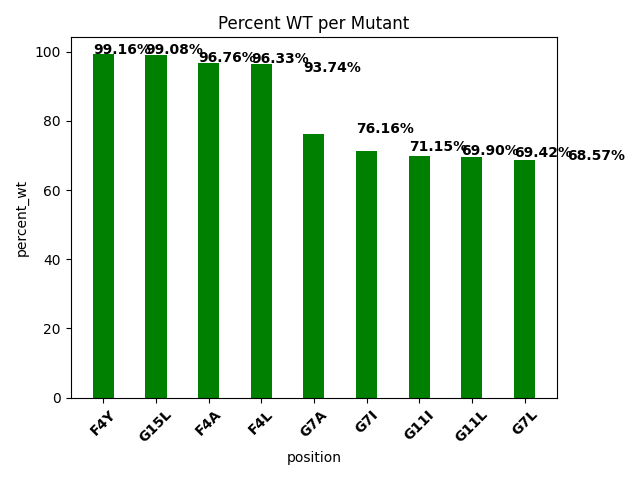 Percent WT per Mutant
99.16% 99.08% 96.76% 96.33% 93.74% 76.16% 71.15% 69.90% 69.42% 68.57%
100
80
60
40
20
0
percent_wt
F4Y G15L F4A F4L G7A G7I G11I G11L G7L
position